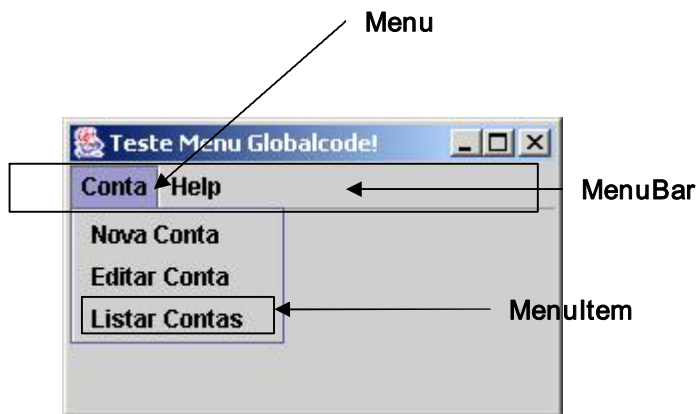 Menu
Teste Menu Globalcode!
Conta Help
MenuBar
Nova Conta
Editar Conta
Listar Contas
MenuItem